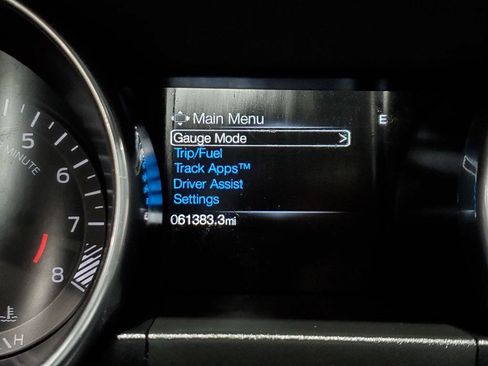 Main Menu
E
Gauge Mode >
Trip/Fuel
Track Apps™
Driver Assist
Settings
061383.3mi
5
6
7
8
MINUTE
H